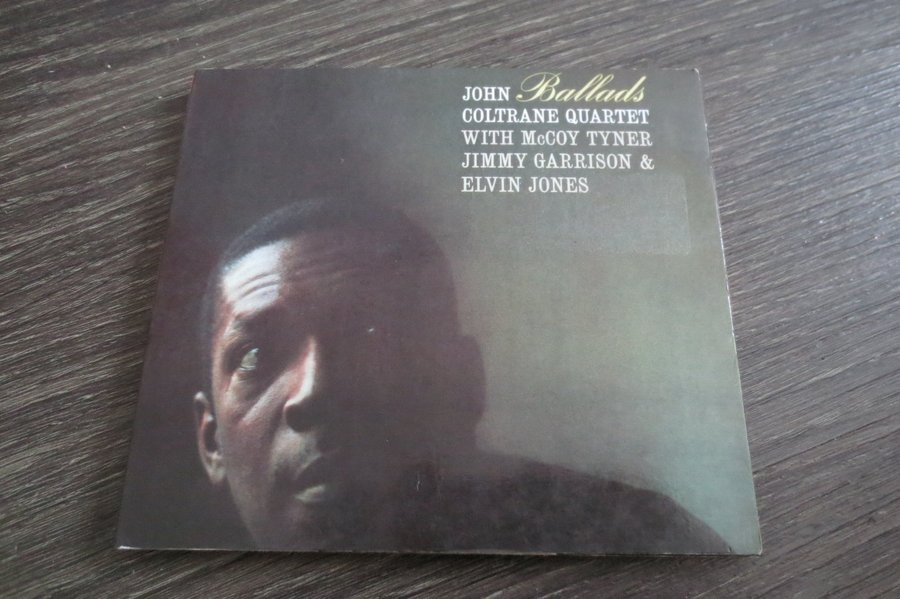 JOHN Ballads
COLTRANE QUARTET
WITH McCOY TYNER
JIMMY GARRISON &
ELVIN JONES